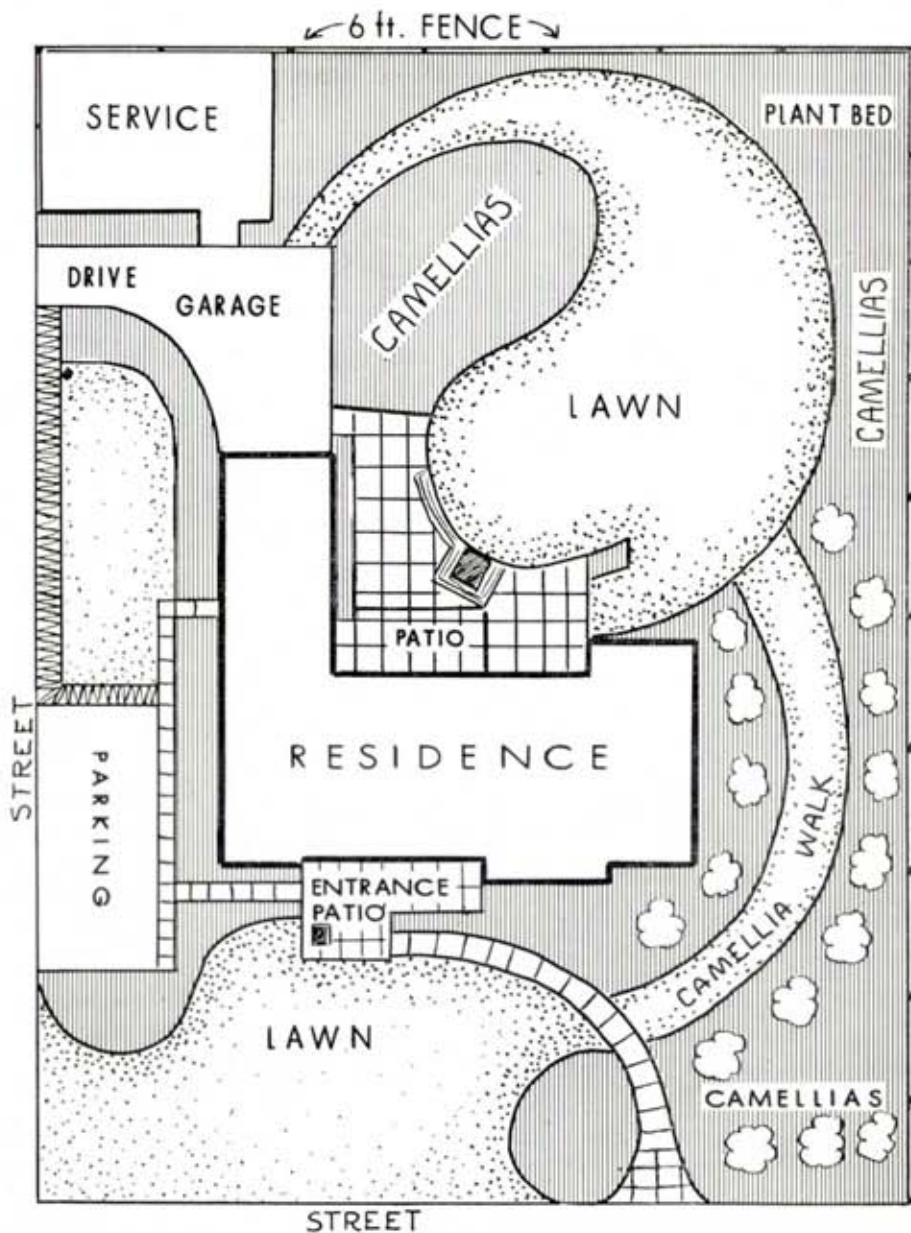 6 ft. FENCE
SERVICE
PLANT BED
CAMELLIAS
CAMELLIAS
DRIVE
GARAGE
LAWN
PATIO
RESIDENCE
STREET
PARKING
CAMELLIA WALK
ENTRANCE
PATIO
LAWN
CAMELLIAS
STREET